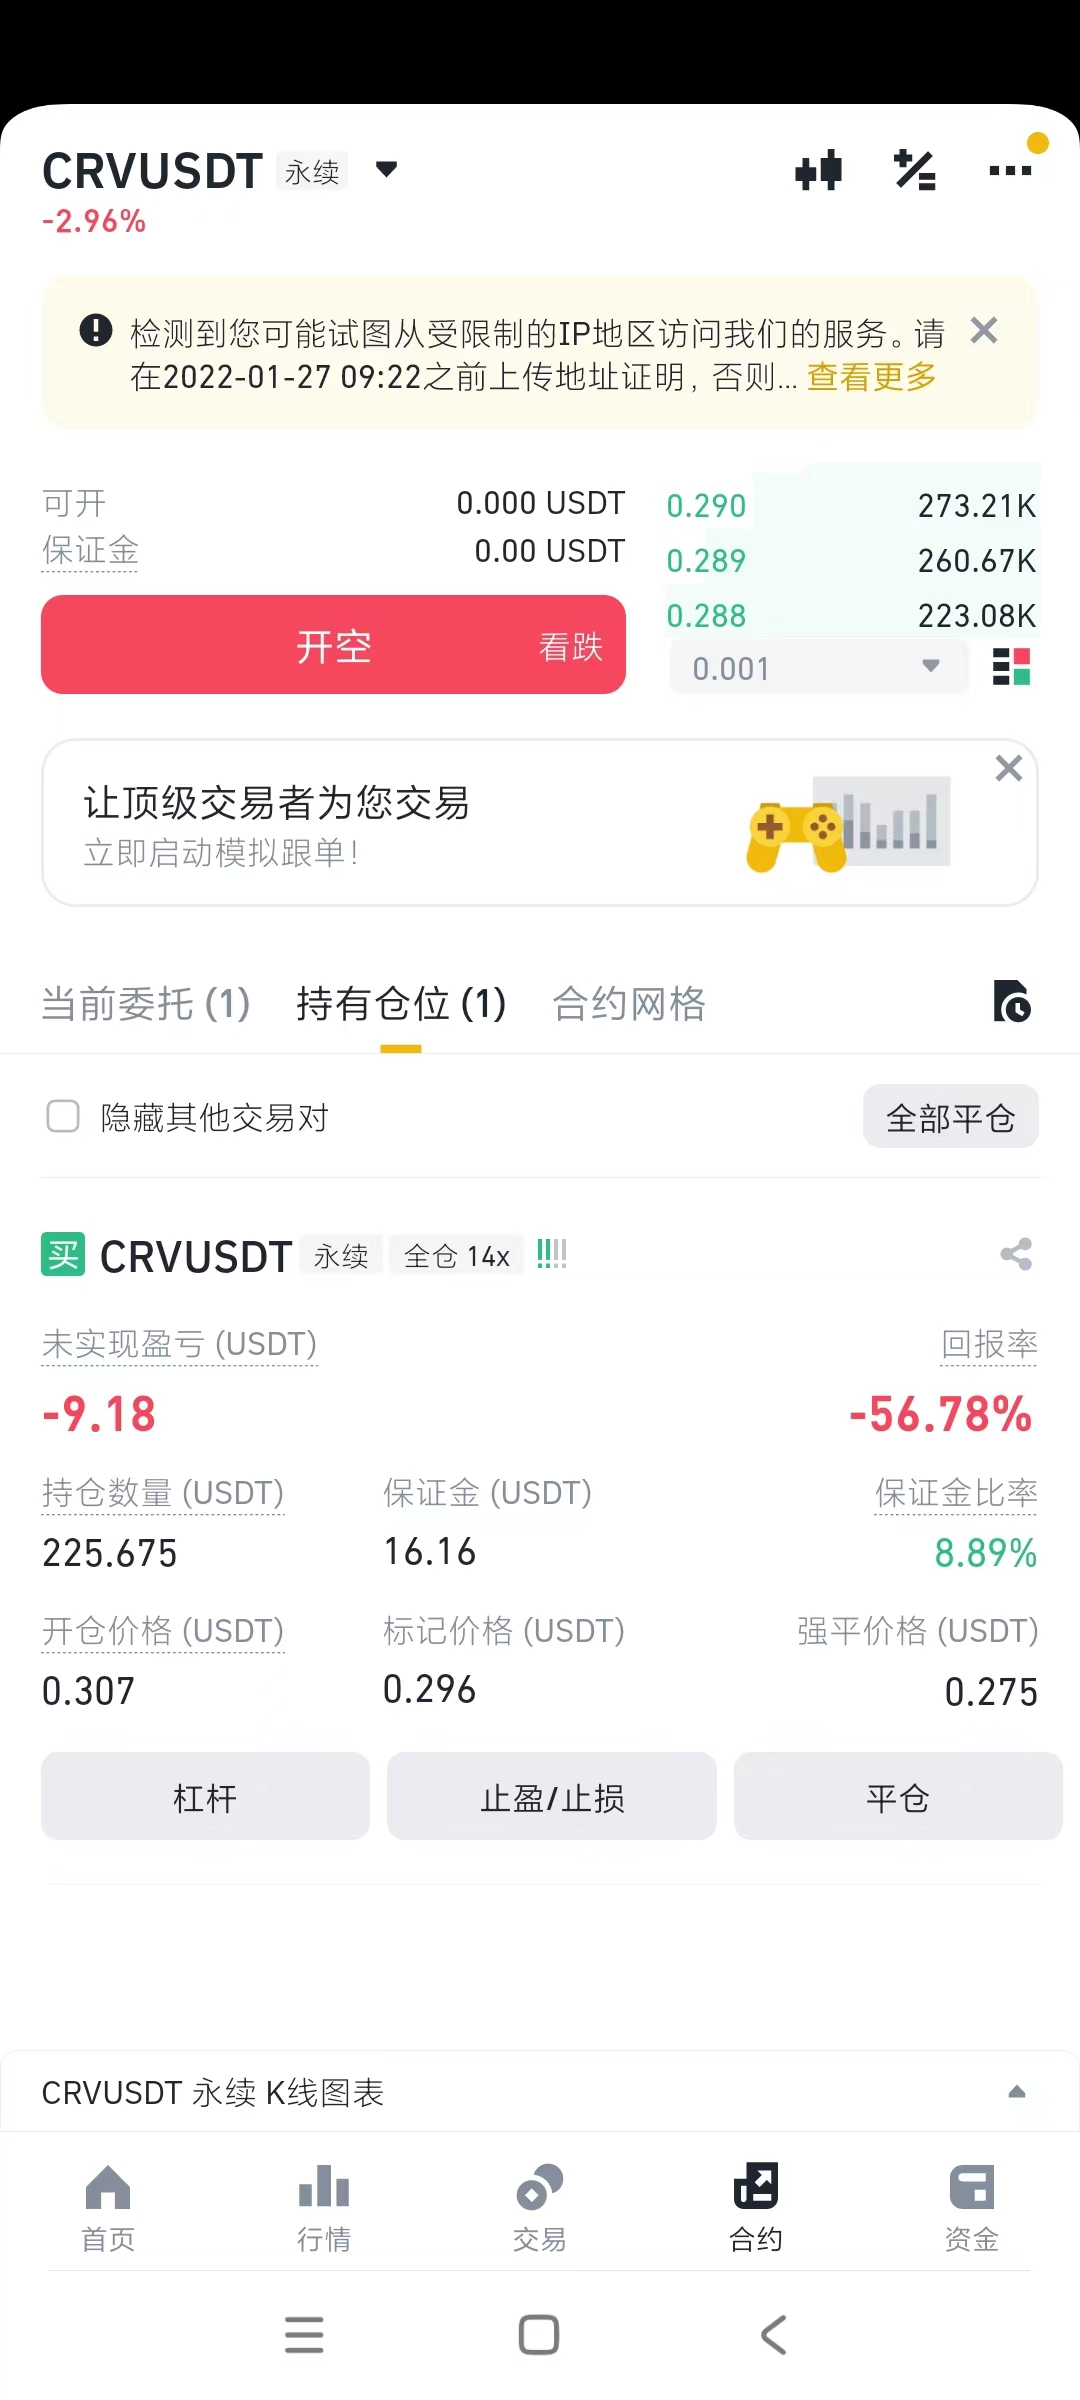 CRVUSDT 永续
-2.96%
检测到您可能试图从受限制的IP地区访问我们的服务。请
在2022-01-27 09:22之前上传地址证明, 否则... 查看更多
可开 0.000 USDT
保证金 0.00 USDT
开空 看跌
0.290 273.21K
0.289 260.67K
0.288 223.08K
0.001
让顶级交易者为您交易
立即启动模拟跟单!
当前委托 (1) 持有仓位 (1) 合约网格
隐藏其他交易对 全部平仓
买 CRVUSDT 永续 全仓 14x
未实现盈亏 (USDT) 回报率
-9.18 -56.78%
持仓数量 (USDT) 保证金 (USDT) 保证金比率
225.675 16.16 8.89%
开仓价格 (USDT) 标记价格 (USDT) 强平价格 (USDT)
0.307 0.296 0.275
杠杆 止盈/止损 平仓
CRVUSDT 永续 K线图表
首页 行情 交易 合约 资金